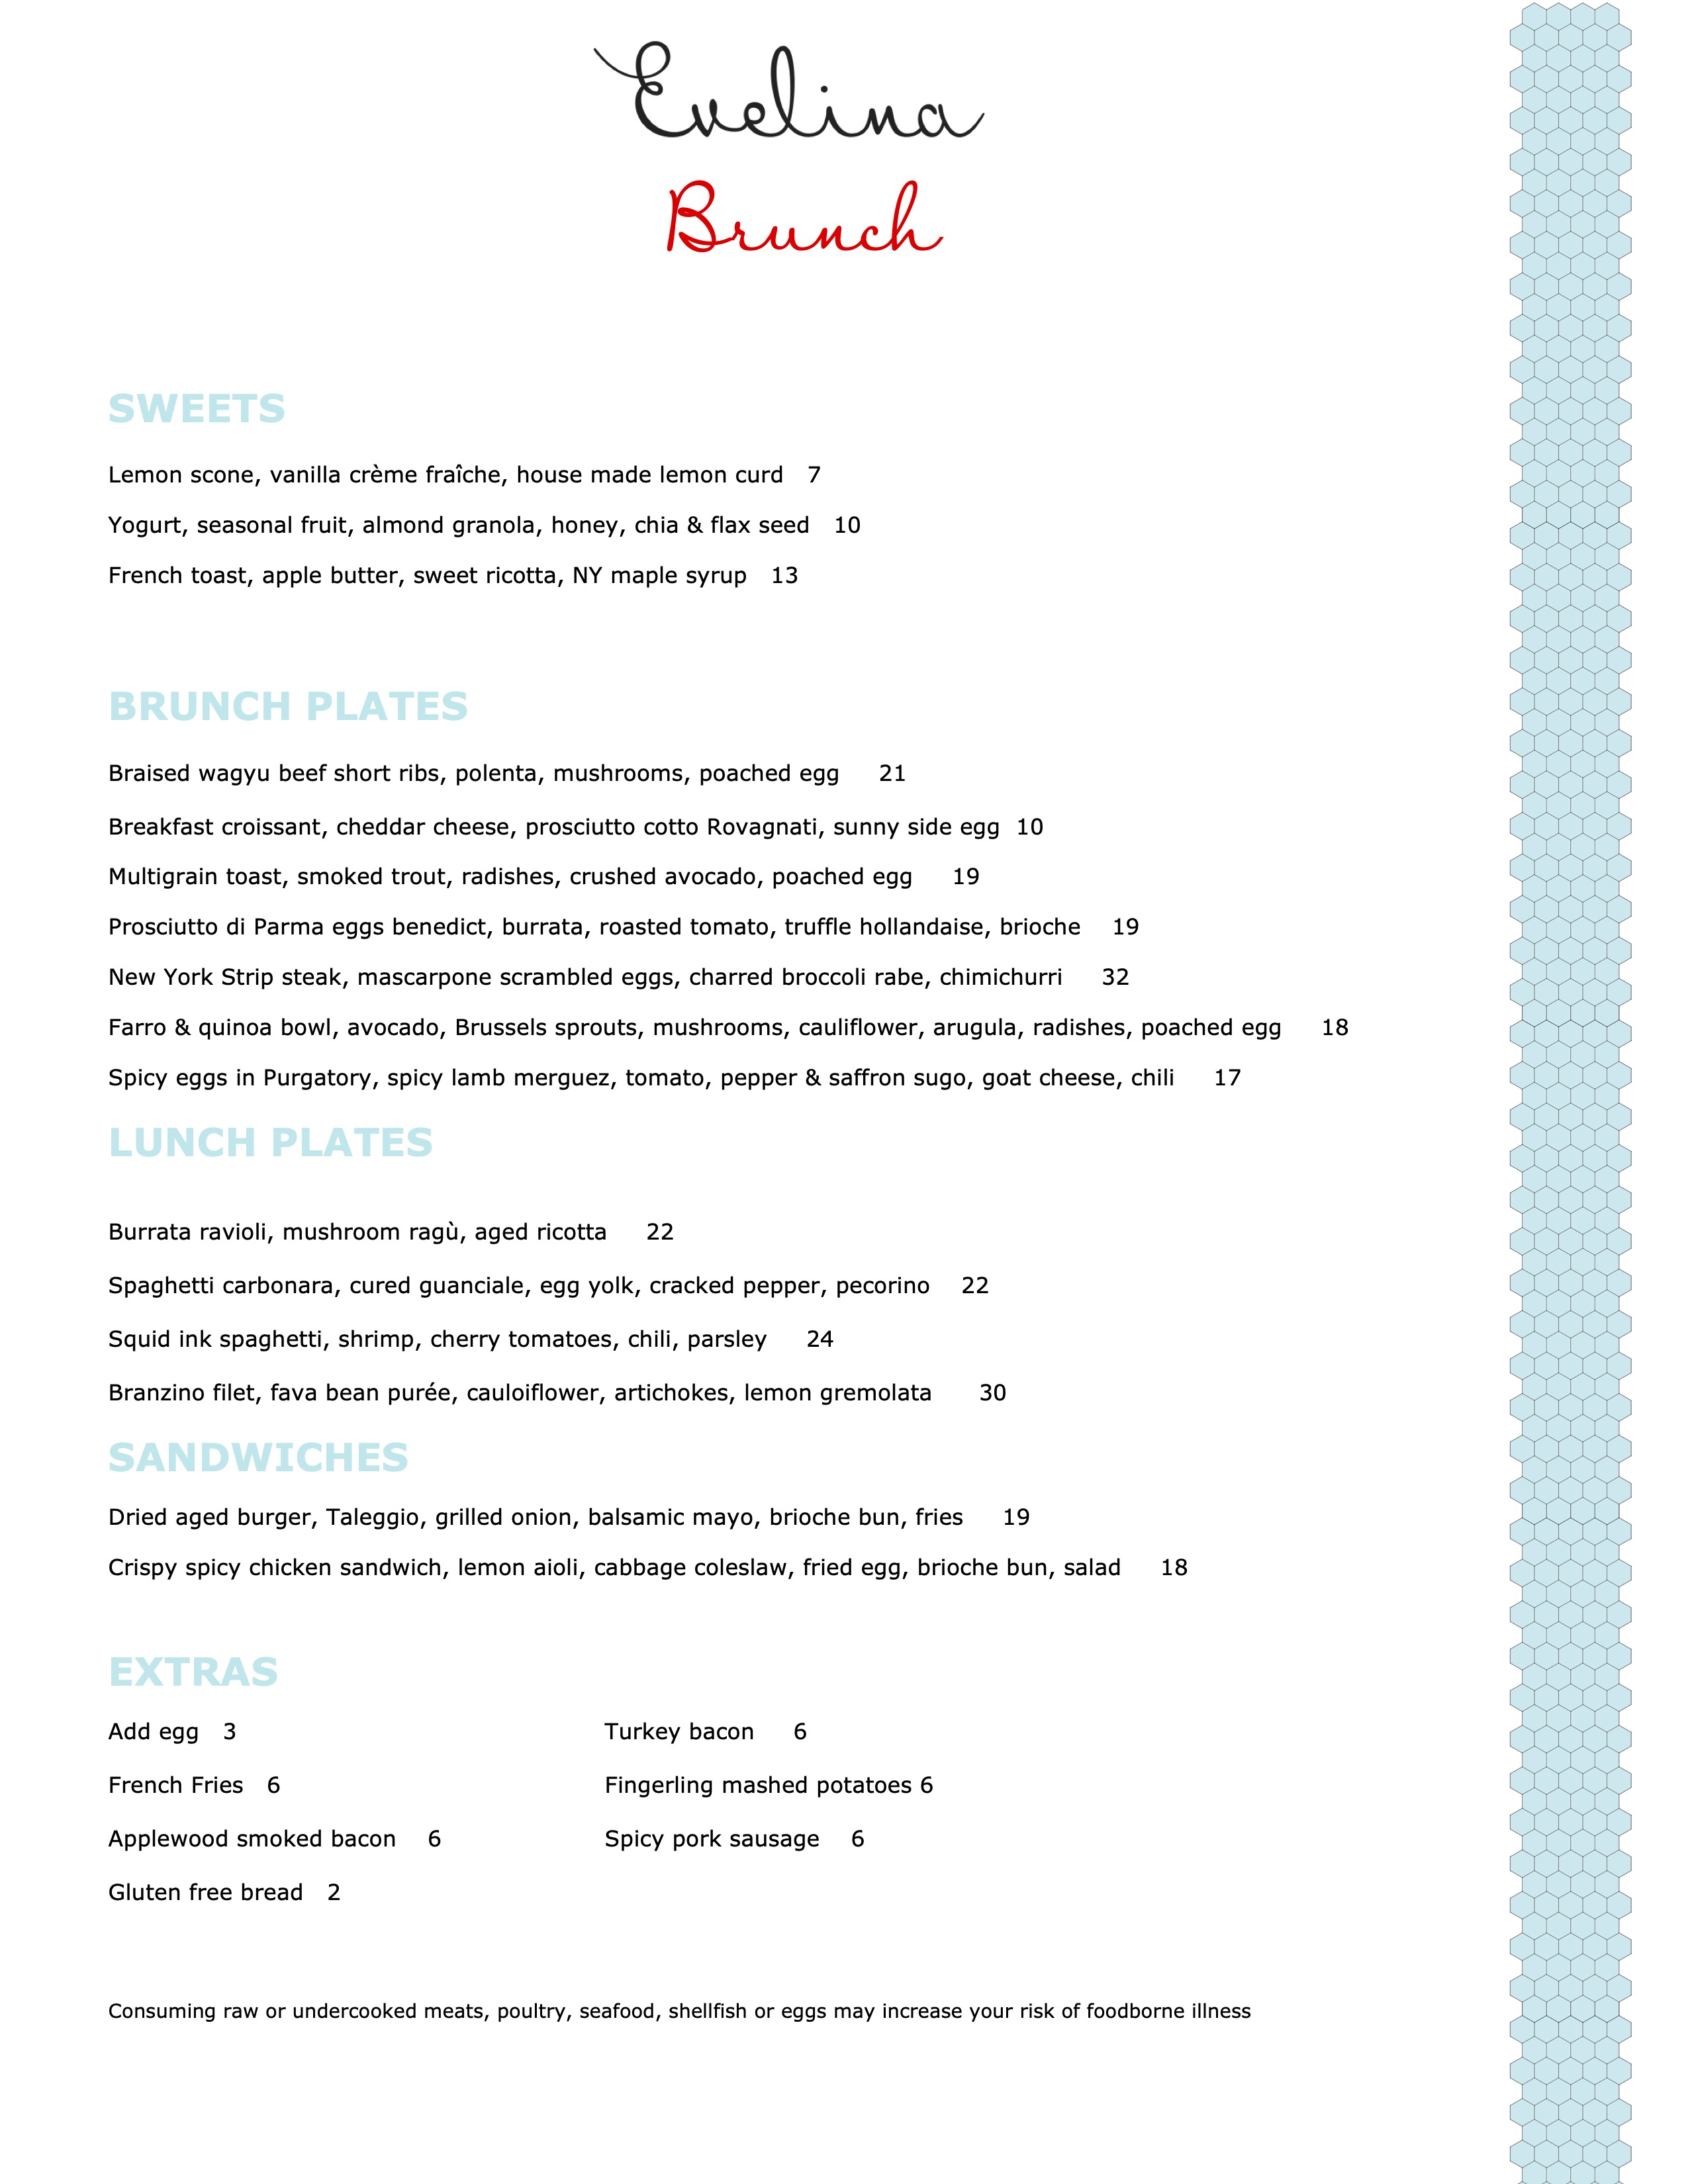 Evelina
Brunch
SWEETS
Lemon scone, vanilla crème fraîche, house made lemon curd 7
Yogurt, seasonal fruit, almond granola, honey, chia & flax seed 10
French toast, apple butter, sweet ricotta, NY maple syrup 13
BRUNCH PLATES
Braised wagyu beef short ribs, polenta, mushrooms, poached egg 21
Breakfast croissant, cheddar cheese, prosciutto cotto Rovagnati, sunny side egg 10
Multigrain toast, smoked trout, radishes, crushed avocado, poached egg 19
Prosciutto di Parma eggs benedict, burrata, roasted tomato, truffle hollandaise, brioche 19
New York Strip steak, mascarpone scrambled eggs, charred broccoli rabe, chimichurri 32
Farro & quinoa bowl, avocado, Brussels sprouts, mushrooms, cauliflower, arugula, radishes, poached egg 18
Spicy eggs in Purgatory, spicy lamb merguez, tomato, pepper & saffron sugo, goat cheese, chili 17
LUNCH PLATES
Burrata ravioli, mushroom ragù, aged ricotta 22
Spaghetti carbonara, cured guanciale, egg yolk, cracked pepper, pecorino 22
Squid ink spaghetti, shrimp, cherry tomatoes, chili, parsley 24
Branzino filet, fava bean purée, cauloiflower, artichokes, lemon gremolata 30
SANDWICHES
Dried aged burger, Taleggio, grilled onion, balsamic mayo, brioche bun, fries 19
Crispy spicy chicken sandwich, lemon aioli, cabbage coleslaw, fried egg, brioche bun, salad 18
EXTRAS
Add egg 3
Turkey bacon 6
French Fries 6
Fingerling mashed potatoes 6
Applewood smoked bacon 6
Spicy pork sausage 6
Gluten free bread 2
Consuming raw or undercooked meats, poultry, seafood, shellfish or eggs may increase your risk of foodborne illness